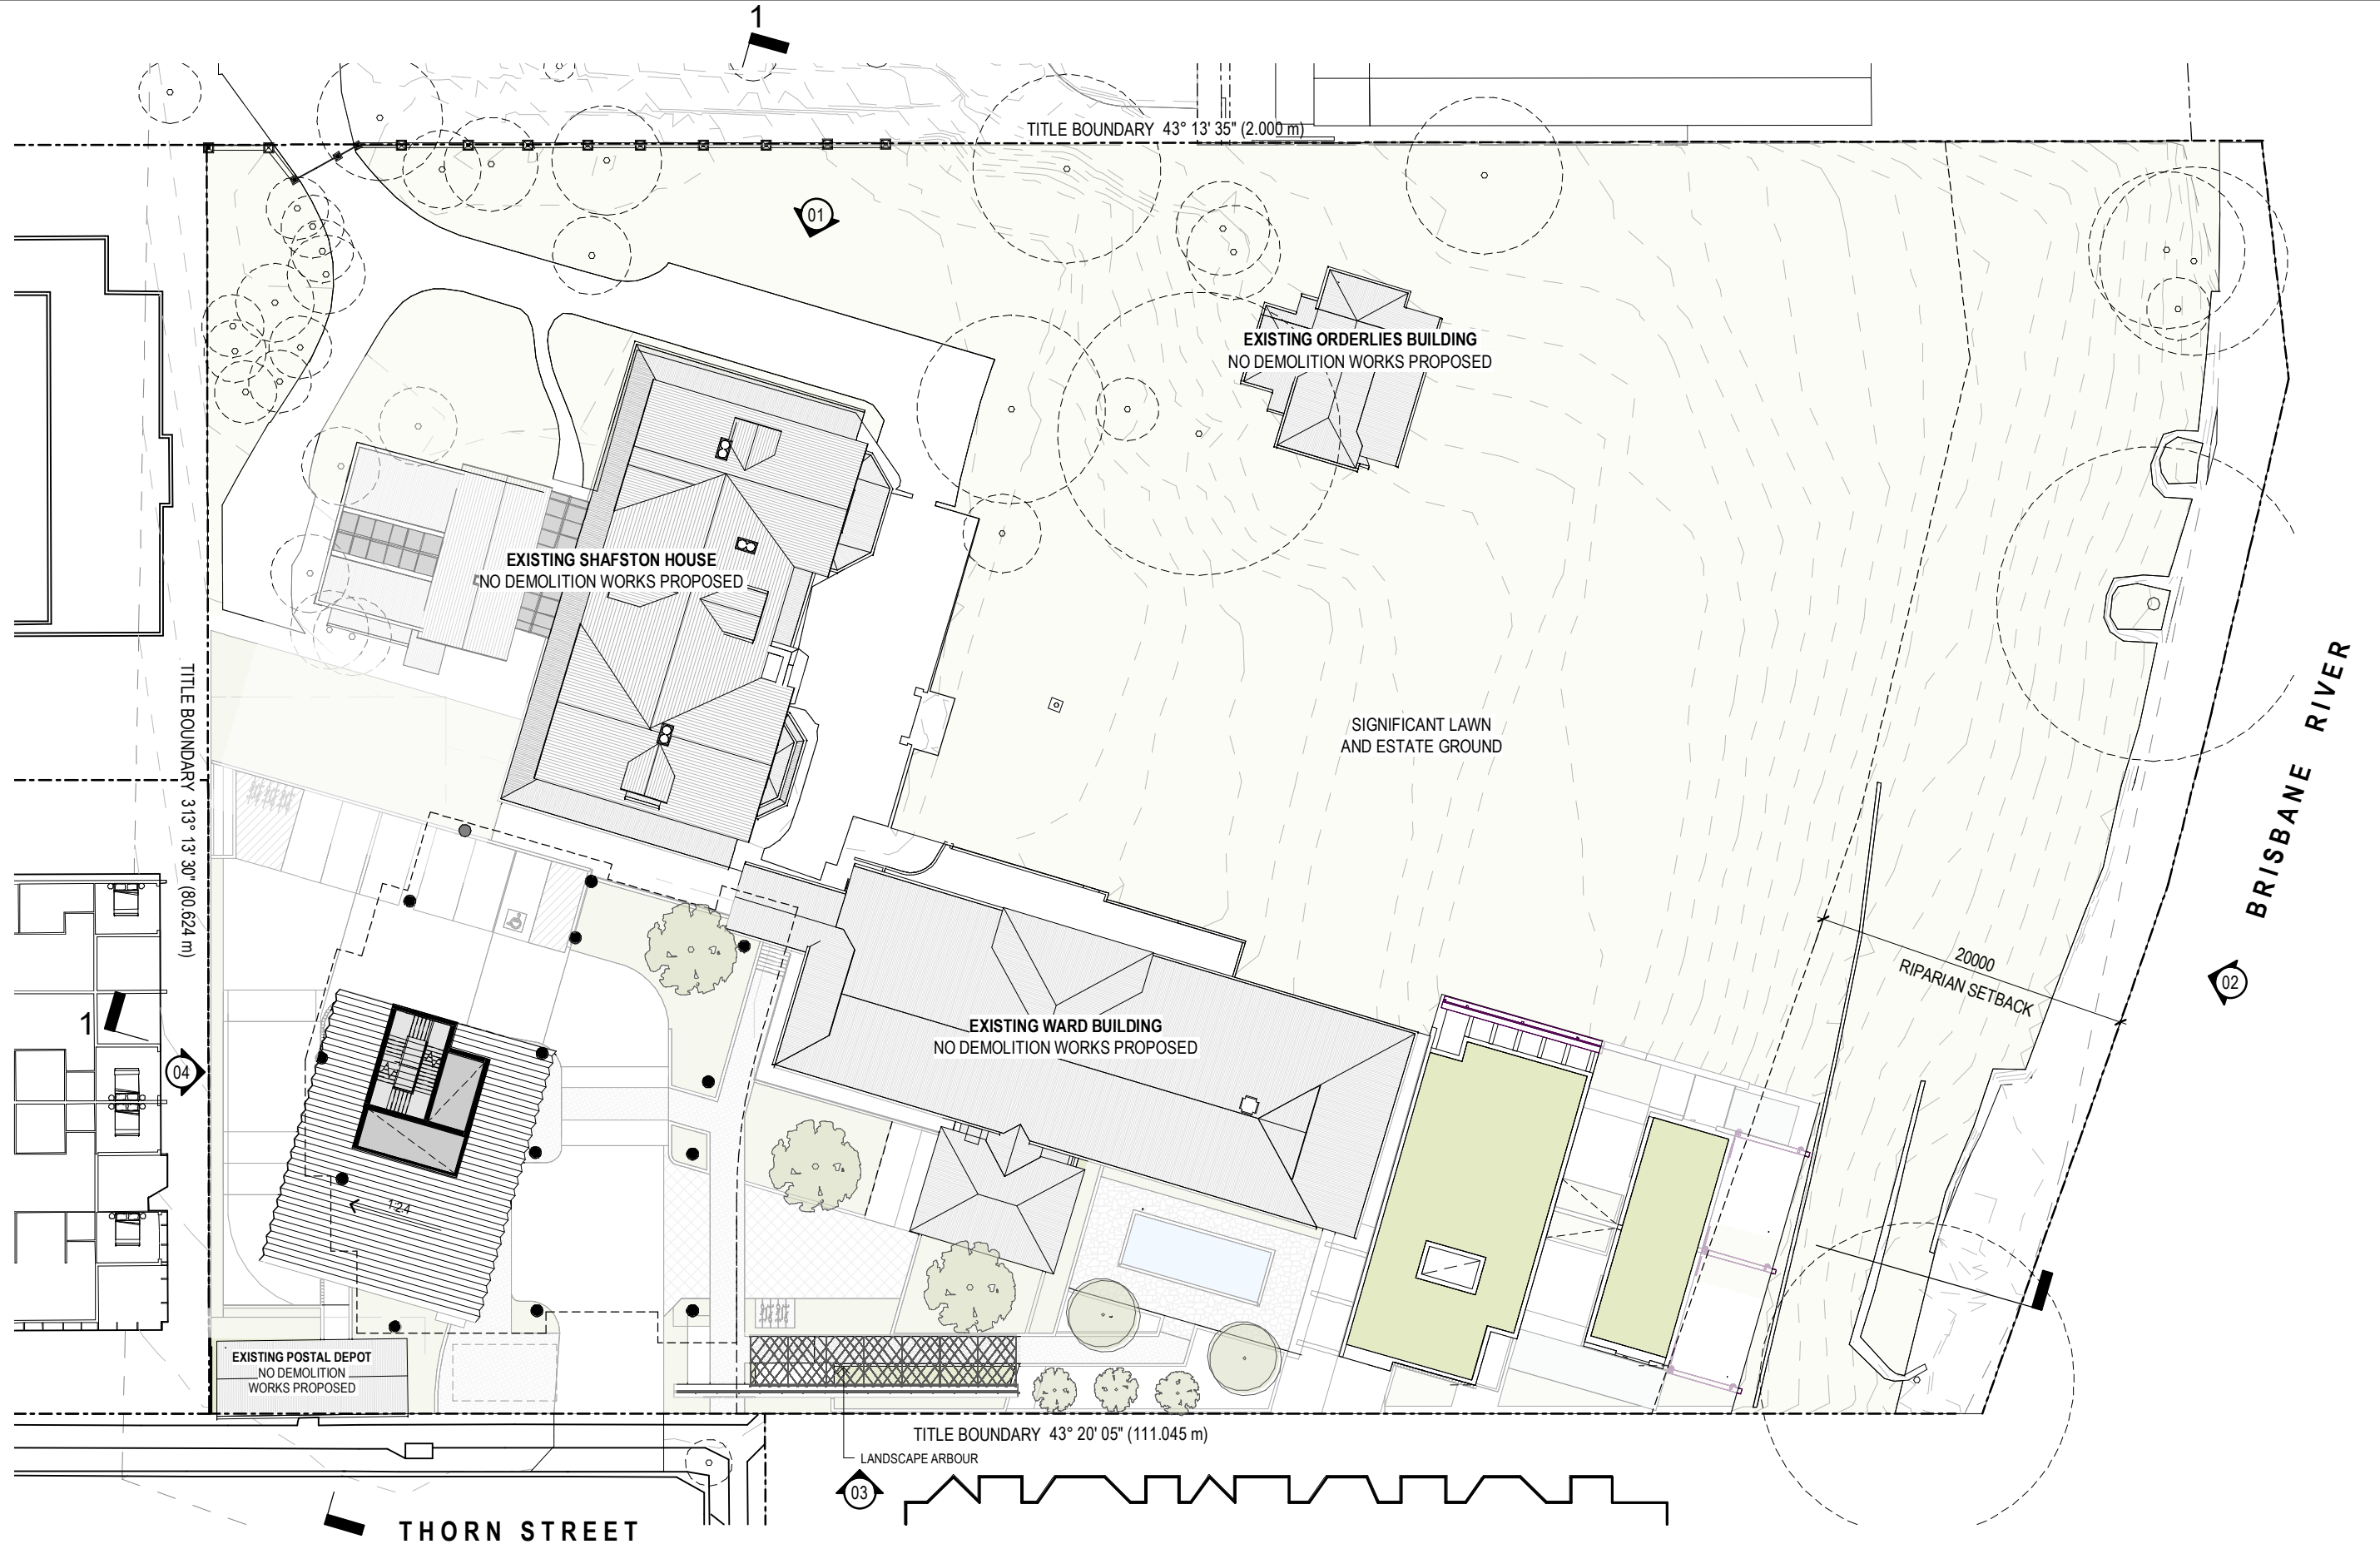 1
TITLE BOUNDARY 43° 13' 35" (2.000 m)
01
EXISTING ORDERLIES BUILDING
NO DEMOLITION WORKS PROPOSED
EXISTING SHAFSTON HOUSE
NO DEMOLITION WORKS PROPOSED
TITLE BOUNDARY 313° 13' 30" (80.624 m)
SIGNIFICANT LAWN
AND ESTATE GROUND
BRISBANE RIVER
20000
RIPARIAN SETBACK
02
1
EXISTING WARD BUILDING
NO DEMOLITION WORKS PROPOSED
04
124
EXISTING POSTAL DEPOT
NO DEMOLITION
WORKS PROPOSED
TITLE BOUNDARY 43° 20' 05" (111.045 m)
LANDSCAPE ARBOUR
03
THORN STREET